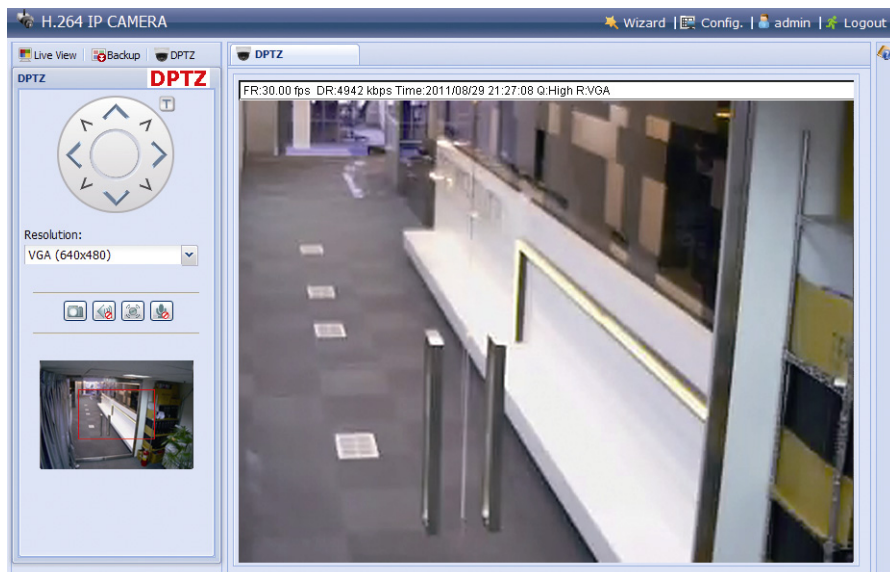 H.264 IP CAMERA
Wizard | Config. | admin | Logout
Live View Backup DPTZ
DPTZ
DPTZ DPTZ
T
FR:30.00 fps DR:4942 kbps Time:2011/08/29 21:27:08 Q:High R:VGA
Resolution:
VGA (640x480)